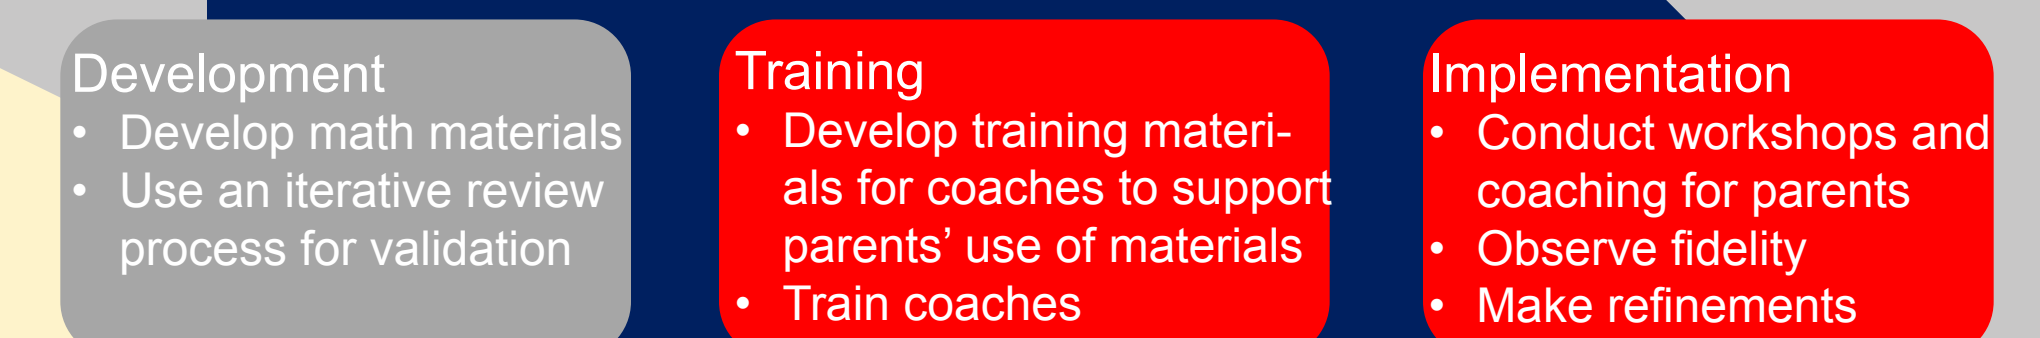 Development
• Develop math materials
• Use an iterative review
process for validation
Training
• Develop training materi-
als for coaches to support
parents’ use of materials
• Train coaches
Implementation
• Conduct workshops and
coaching for parents
• Observe fidelity
• Make refinements